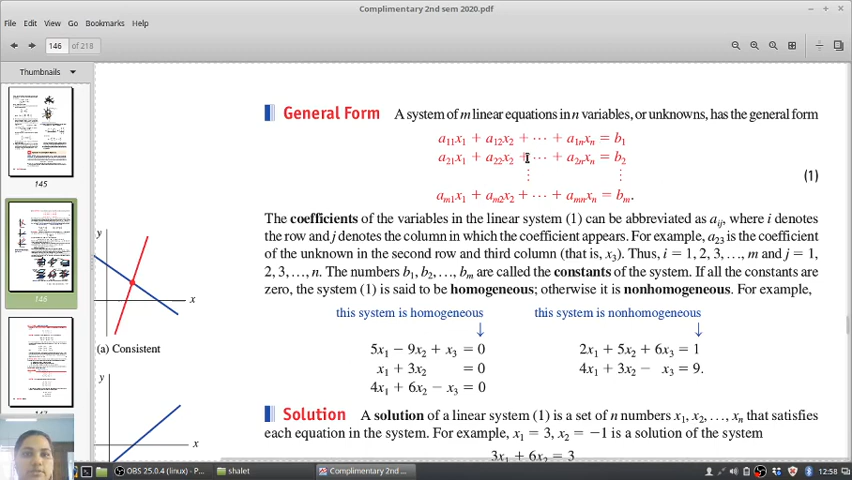 Complimentary 2nd sem 2020.pdf
File Edit View Go Bookmarks Help
146 of 218
Thumbnails
145
146
General Form A system of m linear equations in n variables, or unknowns, has the general form
a11x1 + a12x2 + ⋯ + a1nxn = b1
a21x1 + a22x2 + ⋯ + a2nxn = b2
⋮ ⋮
(1)
am1x1 + am2x2 + ⋯ + amnxn = bm.
The coefficients of the variables in the linear system (1) can be abbreviated as aij, where i denotes
the row and j denotes the column in which the coefficient appears. For example, a23 is the coefficient
of the unknown in the second row and third column (that is, x3). Thus, i = 1, 2, 3,…, m and j = 1,
2, 3,…, n. The numbers b1, b2,…, bm are called the constants of the system. If all the constants are
zero, the system (1) is said to be homogeneous; otherwise it is nonhomogeneous. For example,
this system is homogeneous this system is nonhomogeneous
↓ ↓
5x1 − 9x2 + x3 = 0 2x1 + 5x2 + 6x3 = 1
x1 + 3x2 = 0 4x1 + 3x2 − x3 = 9.
4x1 + 6x2 − x3 = 0
y
x
(a) Consistent
y
x
Solution A solution of a linear system (1) is a set of n numbers x1, x2,…, xn that satisfies
each equation in the system. For example, x1 = 3, x2 = −1 is a solution of the system
3x1 + 6x2 = 3
OBS 25.0.4 (linux) - P... shalet Complimentary 2nd ... 12:58